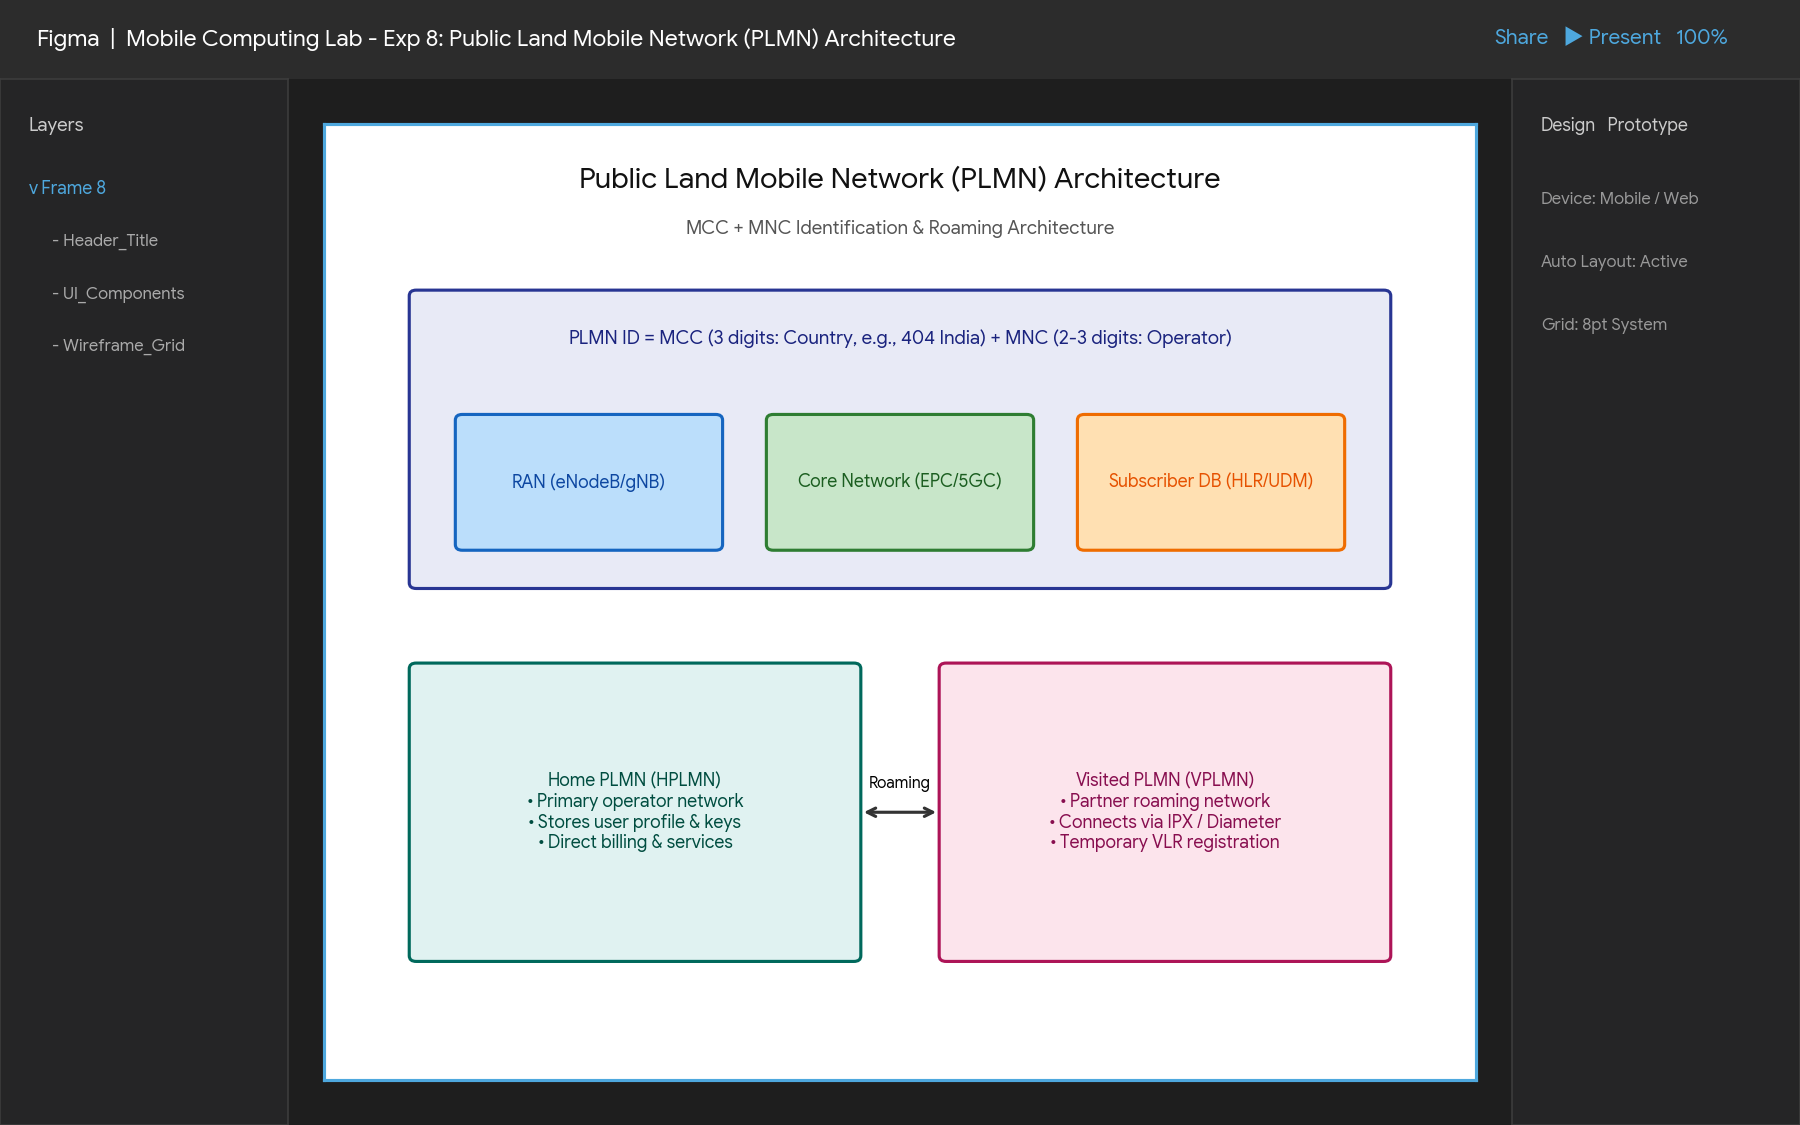 Figma | Mobile Computing Lab - Exp 8: Public Land Mobile Network (PLMN) Architecture
Share ▶ Present 100%
Layers
v Frame 8
- Header_Title
- UI_Components
- Wireframe_Grid
Public Land Mobile Network (PLMN) Architecture
MCC + MNC Identification & Roaming Architecture
PLMN ID = MCC (3 digits: Country, e.g., 404 India) + MNC (2-3 digits: Operator)
RAN (eNodeB/gNB)
Core Network (EPC/5GC)
Subscriber DB (HLR/UDM)
Home PLMN (HPLMN)
• Primary operator network
• Stores user profile & keys
• Direct billing & services
Roaming
Visited PLMN (VPLMN)
• Partner roaming network
• Connects via IPX / Diameter
• Temporary VLR registration
Design Prototype
Device: Mobile / Web
Auto Layout: Active
Grid: 8pt System